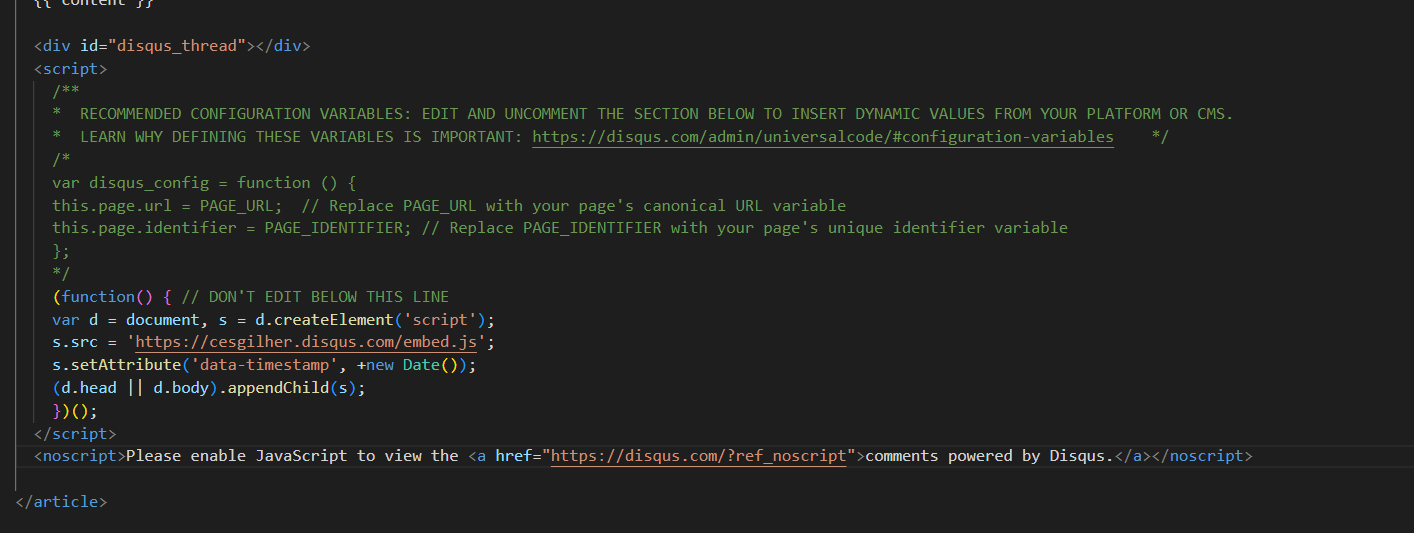 {{ content }}
<div id="disqus_thread"></div>
<script>
/**
*  RECOMMENDED CONFIGURATION VARIABLES: EDIT AND UNCOMMENT THE SECTION BELOW TO INSERT DYNAMIC VALUES FROM YOUR PLATFORM OR CMS.
*  LEARN WHY DEFINING THESE VARIABLES IS IMPORTANT: https://disqus.com/admin/universalcode/#configuration-variables    */
/*
var disqus_config = function () {
this.page.url = PAGE_URL;  // Replace PAGE_URL with your page's canonical URL variable
this.page.identifier = PAGE_IDENTIFIER; // Replace PAGE_IDENTIFIER with your page's unique identifier variable
};
*/
(function() { // DON'T EDIT BELOW THIS LINE
var d = document, s = d.createElement('script');
s.src = 'https://cesgilher.disqus.com/embed.js';
s.setAttribute('data-timestamp', +new Date());
(d.head || d.body).appendChild(s);
})();
</script>
<noscript>Please enable JavaScript to view the <a href="https://disqus.com/?ref_noscript">comments powered by Disqus.</a></noscript>
</article>